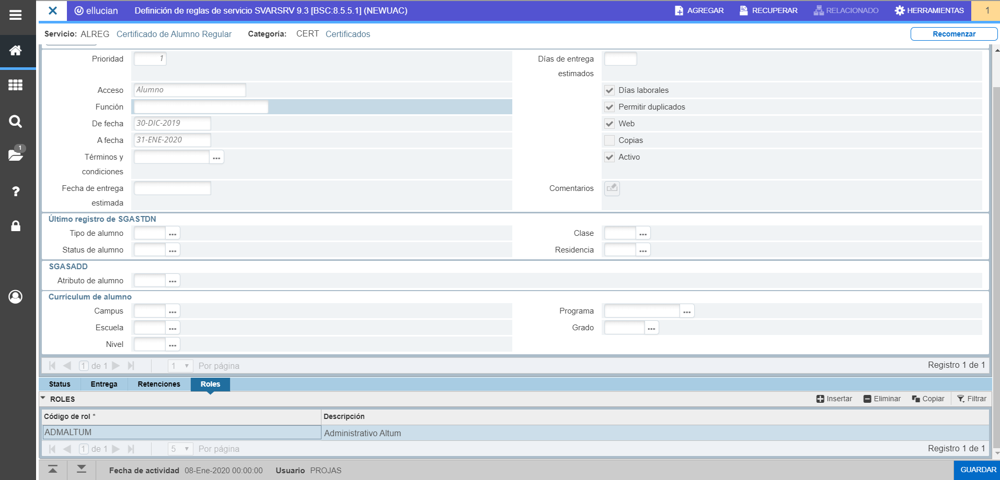 ellucian Definición de reglas de servicio SVARSRV 9.3 [BSC:8.5.5.1] (NEWUAC) AGREGAR RECUPERAR RELACIONADO HERRAMIENTAS 1
Servicio: ALREG Certificado de Alumno Regular Categoría: CERT Certificados Recomenzar
Prioridad 1 Días de entrega estimados
Acceso Alumno Días laborales
Función Permitir duplicados
De fecha 30-DIC-2019 Web
A fecha 31-ENE-2020 Copias
Términos y condiciones ... Activo
Fecha de entrega estimada Comentarios
Último registro de SGASTDN
Tipo de alumno ... Clase ...
Status de alumno ... Residencia ...
SGASADD
Atributo de alumno ...
Currículum de alumno
Campus ... Programa ...
Escuela ... Grado ...
Nivel ...
1 de 1 1 Por página Registro 1 de 1
Status Entrega Retenciones Roles
ROLES Insertar Eliminar Copiar Filtrar
Código de rol * Descripción
ADMALTUM Administrativo Altum
1 de 1 5 Por página Registro 1 de 1
Fecha de actividad 08-Ene-2020 00:00:00 Usuario PROJAS GUARDAR
1
?